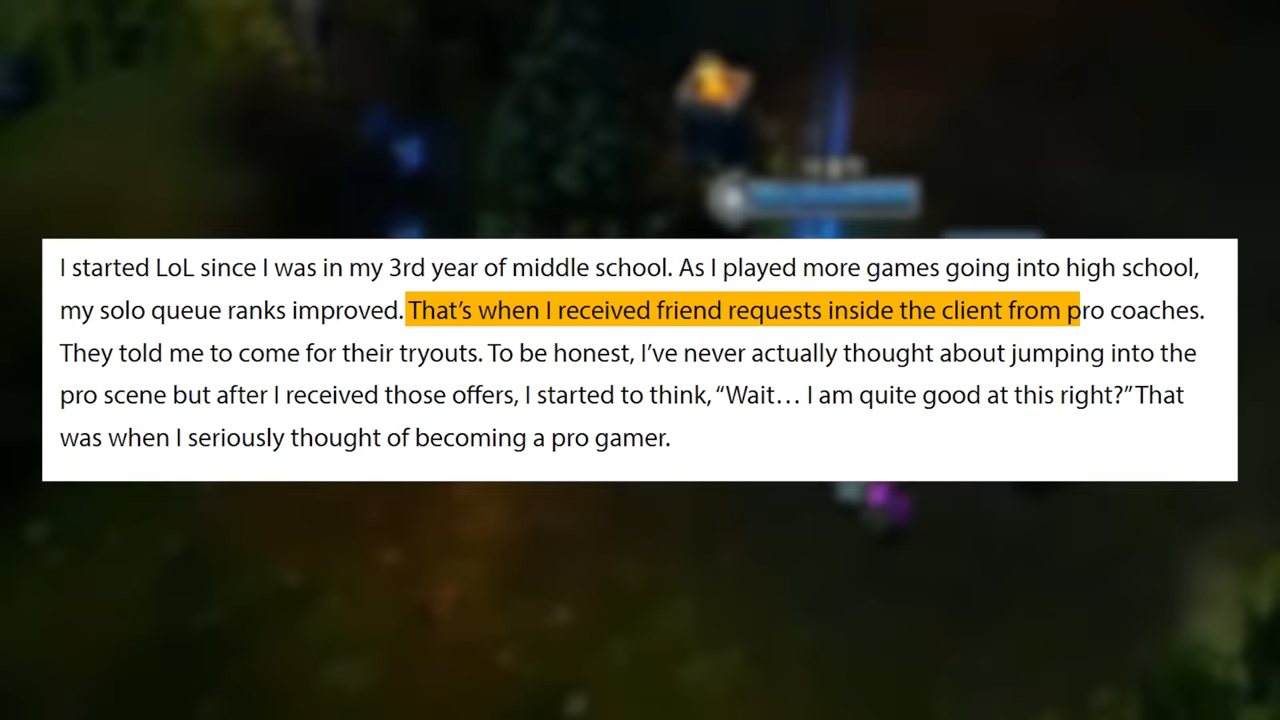 I started LoL since I was in my 3rd year of middle school. As I played more games going into high school,
my solo queue ranks improved. That’s when I received friend requests inside the client from pro coaches.
They told me to come for their tryouts. To be honest, I’ve never actually thought about jumping into the
pro scene but after I received those offers, I started to think, “Wait… I am quite good at this right?” That
was when I seriously thought of becoming a pro gamer.